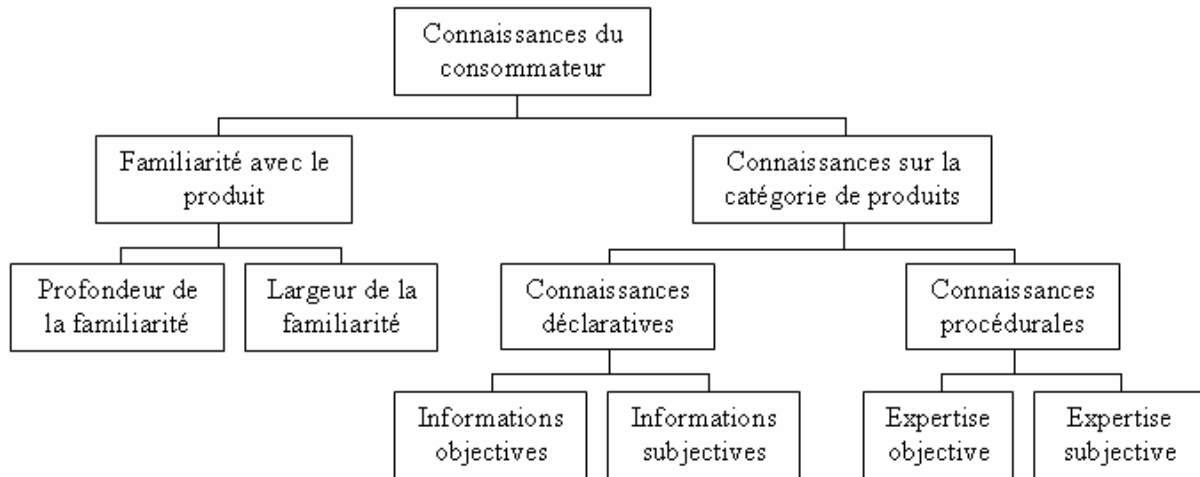 Connaissances du
consommateur
Familiarité avec le
produit
Connaissances sur la
catégorie de produits
Profondeur de
la familiarité
Largeur de la
familiarité
Connaissances
déclaratives
Connaissances
procédurales
Informations
objectives
Informations
subjectives
Expertise
objective
Expertise
subjective